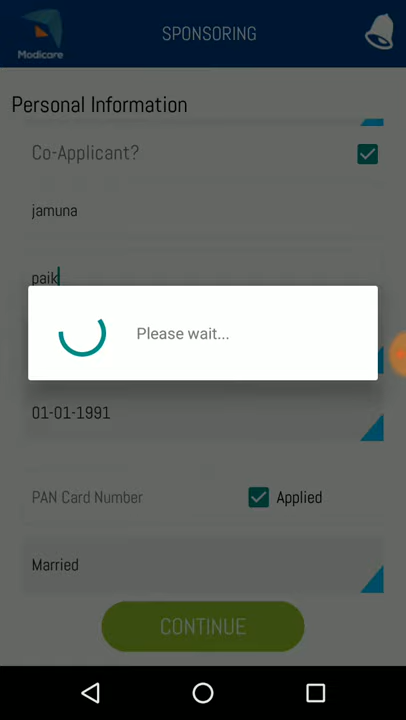 Modicare
SPONSORING
Personal Information
Co-Applicant?
jamuna
paik
Please wait...
01-01-1991
PAN Card Number
Applied
Married
CONTINUE